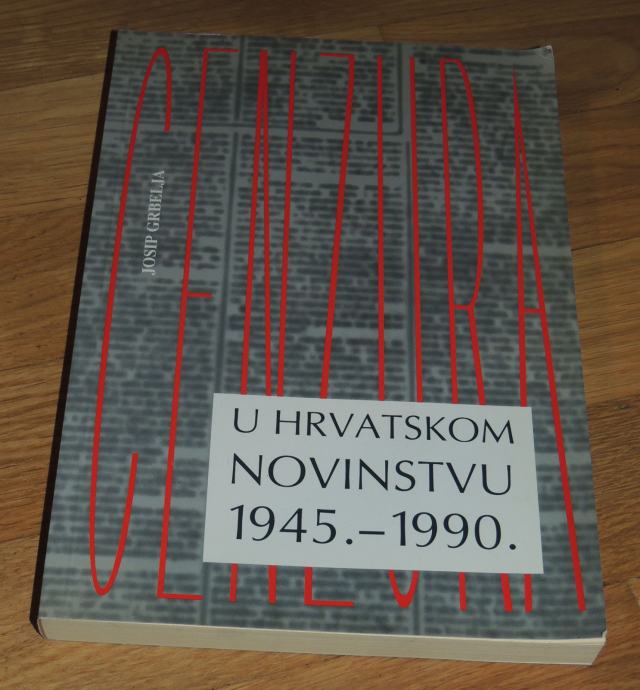 CENZURA
JOSIP GRBELJA
U HRVATSKOM
NOVINSTVU
1945.–1990.